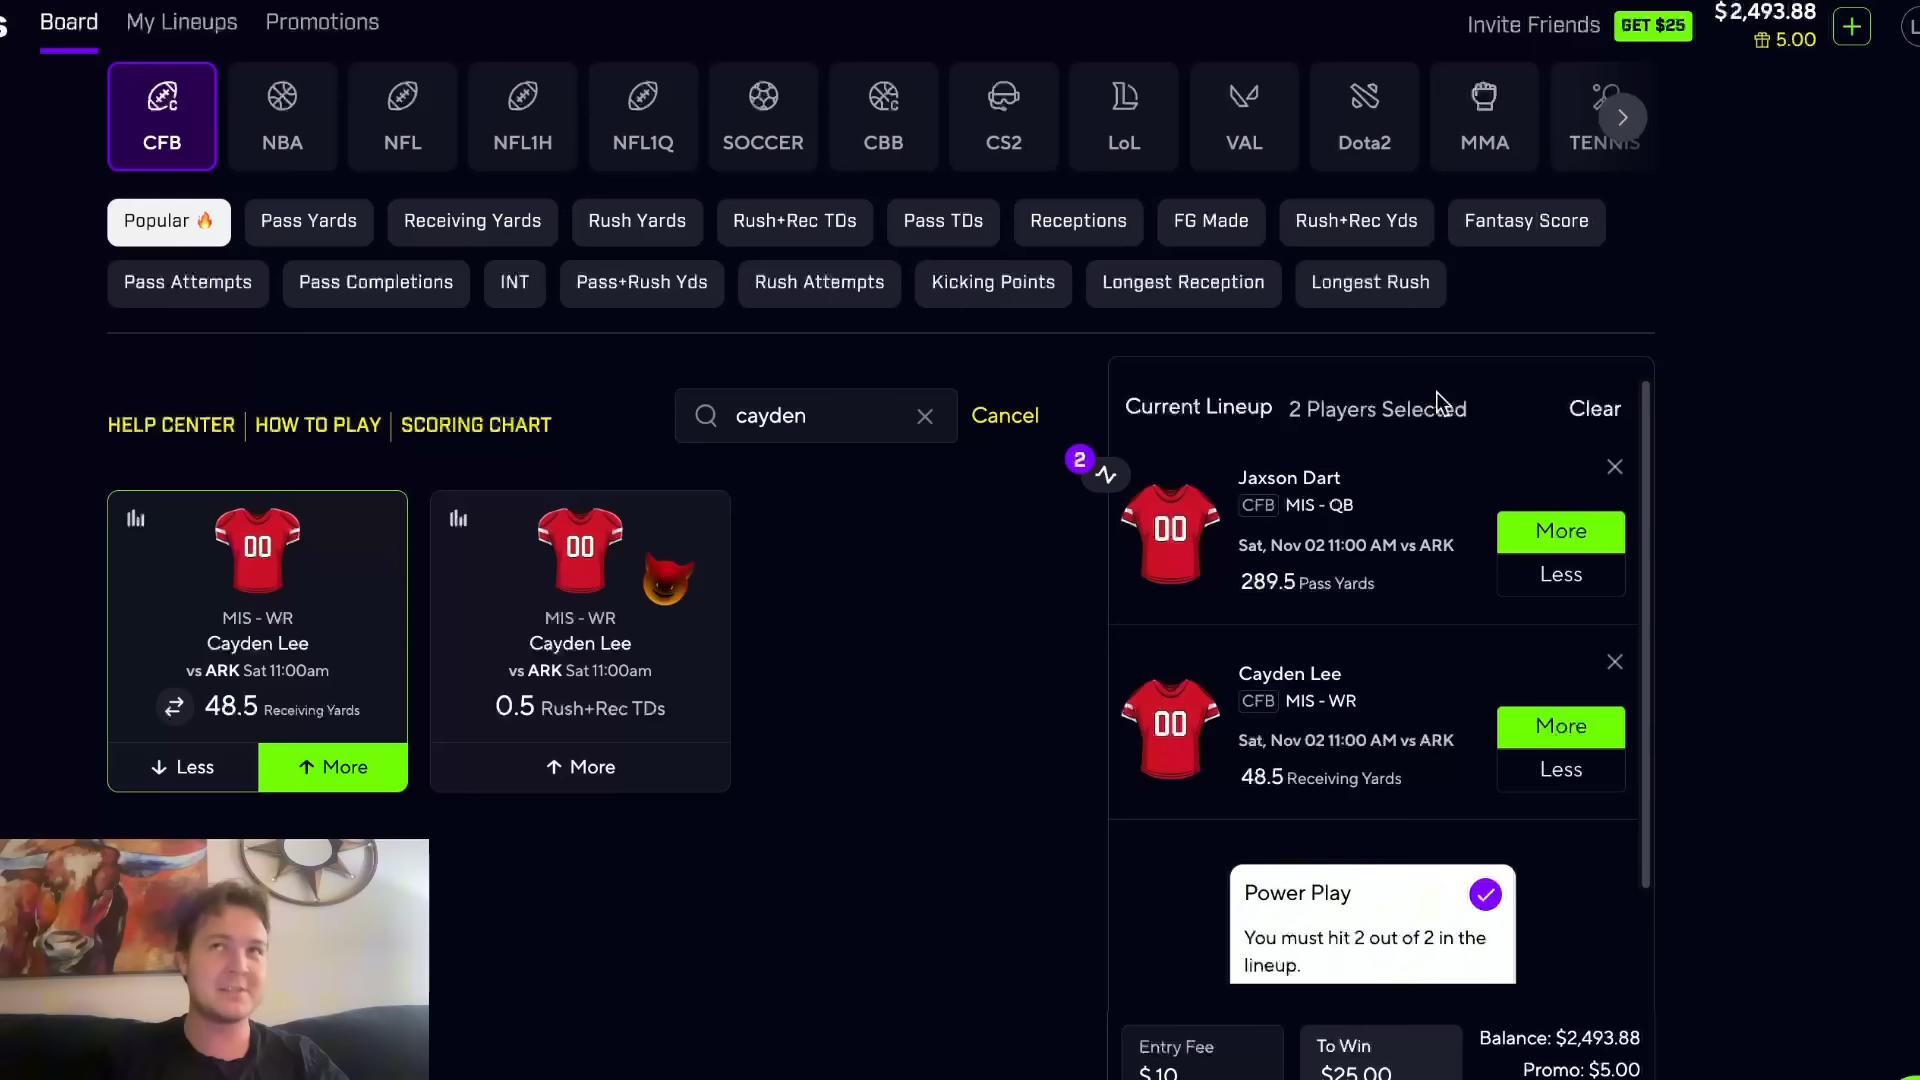 Board
My Lineups
Promotions
Invite Friends
GET $25
$2,493.88
5.00
CFB
NBA
NFL
NFL1H
NFL1Q
SOCCER
CBB
CS2
LoL
VAL
Dota2
MMA
TENNIS
Popular
Pass Yards
Receiving Yards
Rush Yards
Rush+Rec TDs
Pass TDs
Receptions
FG Made
Rush+Rec Yds
Fantasy Score
Pass Attempts
Pass Completions
INT
Pass+Rush Yds
Rush Attempts
Kicking Points
Longest Reception
Longest Rush
HELP CENTER
HOW TO PLAY
SCORING CHART
cayden
Cancel
00
MIS - WR
Cayden Lee
vs ARK Sat 11:00am
48.5 Receiving Yards
Less
More
00
MIS - WR
Cayden Lee
vs ARK Sat 11:00am
0.5 Rush+Rec TDs
More
Current Lineup
2 Players Selected
Clear
2
00
Jaxson Dart
CFB MIS - QB
Sat, Nov 02 11:00 AM vs ARK
289.5 Pass Yards
More
Less
00
Cayden Lee
CFB MIS - WR
Sat, Nov 02 11:00 AM vs ARK
48.5 Receiving Yards
More
Less
Power Play
You must hit 2 out of 2 in the
lineup.
Entry Fee
$10
To Win
$25.00
Balance: $2,493.88
Promo: $5.00